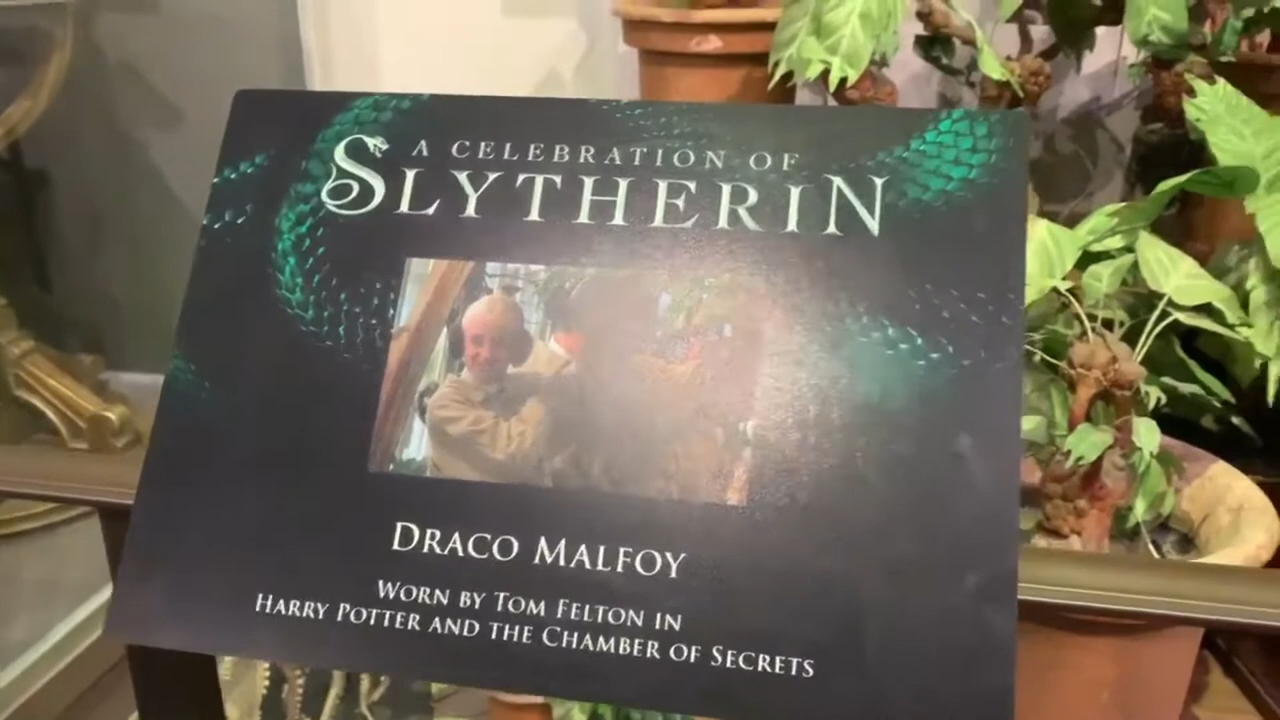 A CELEBRATION OF
SLYTHERIN
DRACO MALFOY
WORN BY TOM FELTON IN
HARRY POTTER AND THE CHAMBER OF SECRETS